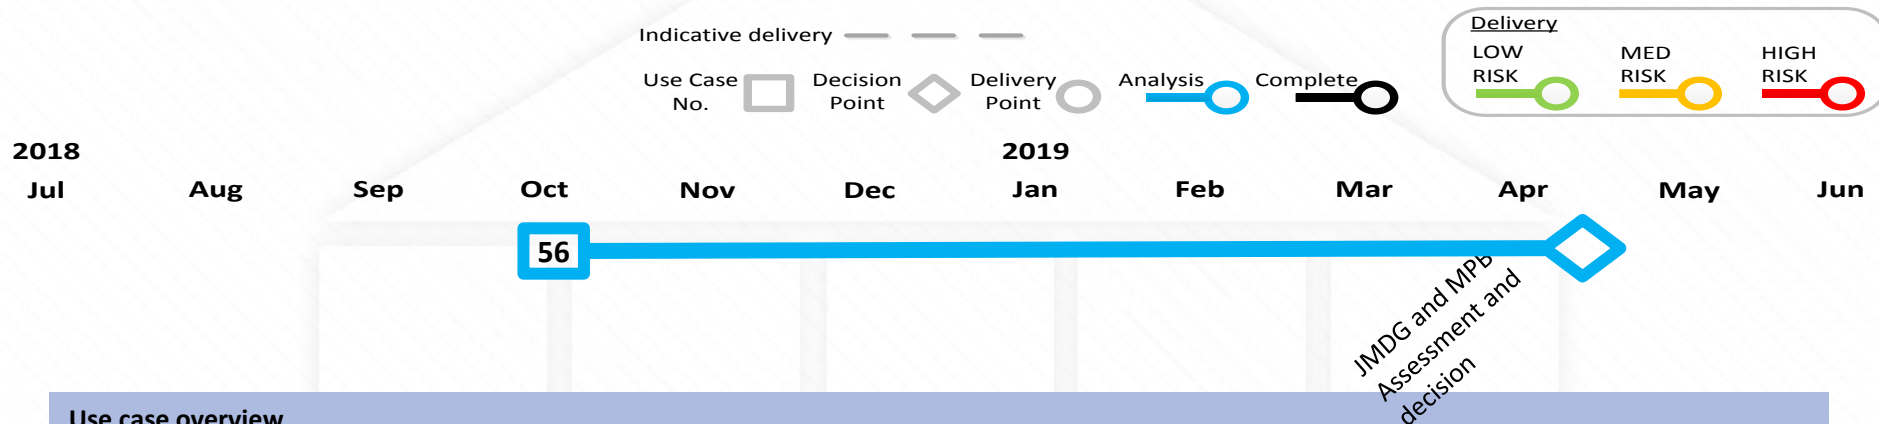 Indicative delivery
Use Case No.
Decision Point
Delivery Point
Analysis
Complete
Delivery
LOW RISK
MED RISK
HIGH RISK
2018
2019
Jul Aug Sep Oct Nov Dec Jan Feb Mar Apr May Jun
56
JMDG and MPB
Assessment and
decision
Use case overview